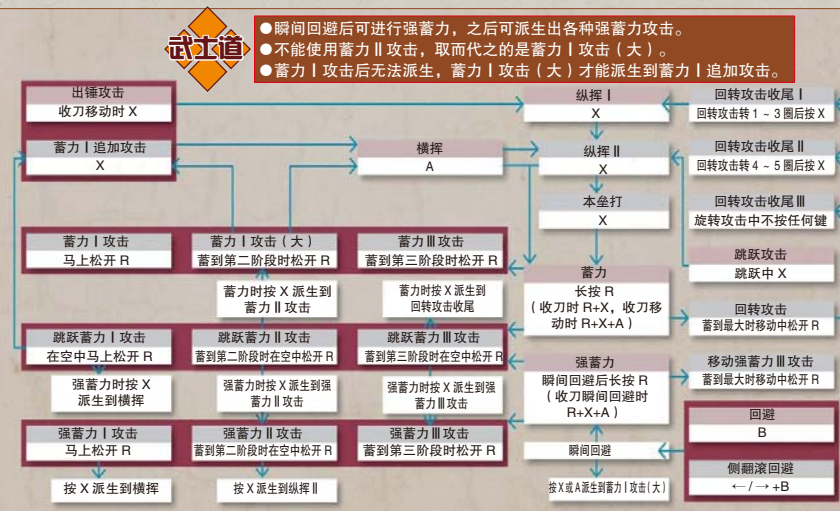 武士道
●瞬间回避后可进行强蓄力，之后可派生出各种强蓄力攻击。
●不能使用蓄力Ⅱ攻击，取而代之的是蓄力Ⅰ攻击（大）。
●蓄力Ⅰ攻击后无法派生，蓄力Ⅰ攻击（大）才能派生到蓄力Ⅰ追加攻击。
出锤攻击
收刀移动时 X
纵挥Ⅰ
X
回转攻击收尾Ⅰ
回转攻击转 1 ~ 3 圈后按 X
蓄力Ⅰ追加攻击
X
横挥
A
纵挥Ⅱ
X
回转攻击收尾Ⅱ
回转攻击转 4 ~ 5 圈后按 X
本垒打
X
回转攻击收尾Ⅲ
旋转攻击中不按任何键
蓄力Ⅰ攻击
马上松开 R
蓄力Ⅰ攻击（大）
蓄到第二阶段时松开 R
蓄力Ⅲ攻击
蓄到第三阶段时松开 R
跳跃攻击
跳跃中 X
蓄力时按 X 派生到
蓄力Ⅱ攻击
蓄力时按 X 派生到
回转攻击收尾
蓄力
长按 R
（收刀时 R+X，收刀移
动时 R+X+A）
回转攻击
蓄到最大时移动中松开 R
跳跃蓄力Ⅰ攻击
在空中马上松开 R
跳跃蓄力Ⅱ攻击
蓄到第二阶段时在空中松开 R
跳跃蓄力Ⅲ攻击
蓄到第三阶段时在空中松开 R
强蓄力时按 X
派生到横挥
强蓄力时按 X 派生到强
蓄力Ⅱ攻击
强蓄力时按 X 派生到强
蓄力Ⅲ攻击
强蓄力
瞬间回避后长按 R
（收刀瞬间回避时
R+X+A）
移动强蓄力Ⅲ攻击
蓄到最大时移动中松开 R
强蓄力Ⅰ攻击
马上松开 R
强蓄力Ⅱ攻击
蓄到第二阶段时在空中松开 R
强蓄力Ⅲ攻击
蓄到第三阶段时松开 R
瞬间回避
回避
B
按 X 派生到横挥
按 X 派生到纵挥Ⅱ
按 X 或 A 派生到蓄力Ⅰ攻击(大)
侧翻滚回避
←/→+B